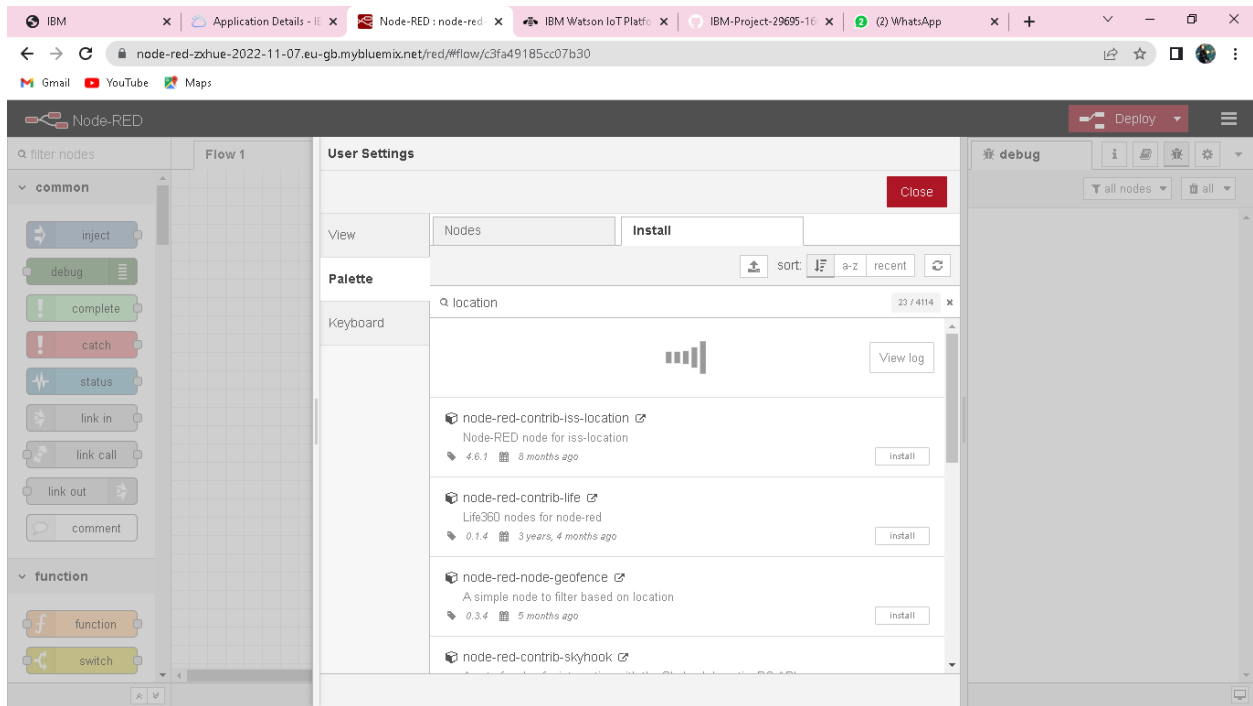 IBM
Application Details - IE
Node-RED : node-red-
IBM Watson IoT Platfo
IBM-Project-29695-16
(2) WhatsApp
node-red-zxhue-2022-11-07.eu-gb.mybluemix.net/red/#flow/c3fa49185cc07b30
Gmail YouTube Maps
Node-RED
Deploy
filter nodes
Flow 1
User Settings
debug
common
Close
all nodes
all
inject
debug
complete
catch
status
link in
link call
link out
comment
function
function
switch
View
Palette
Keyboard
Nodes
Install
sort: a-z recent
location
23 / 4114
View log
node-red-contrib-iss-location
Node-RED node for iss-location
4.6.1 8 months ago
install
node-red-contrib-life
Life360 nodes for node-red
0.1.4 3 years, 4 months ago
install
node-red-node-geofence
A simple node to filter based on location
0.3.4 5 months ago
install
node-red-contrib-skyhook